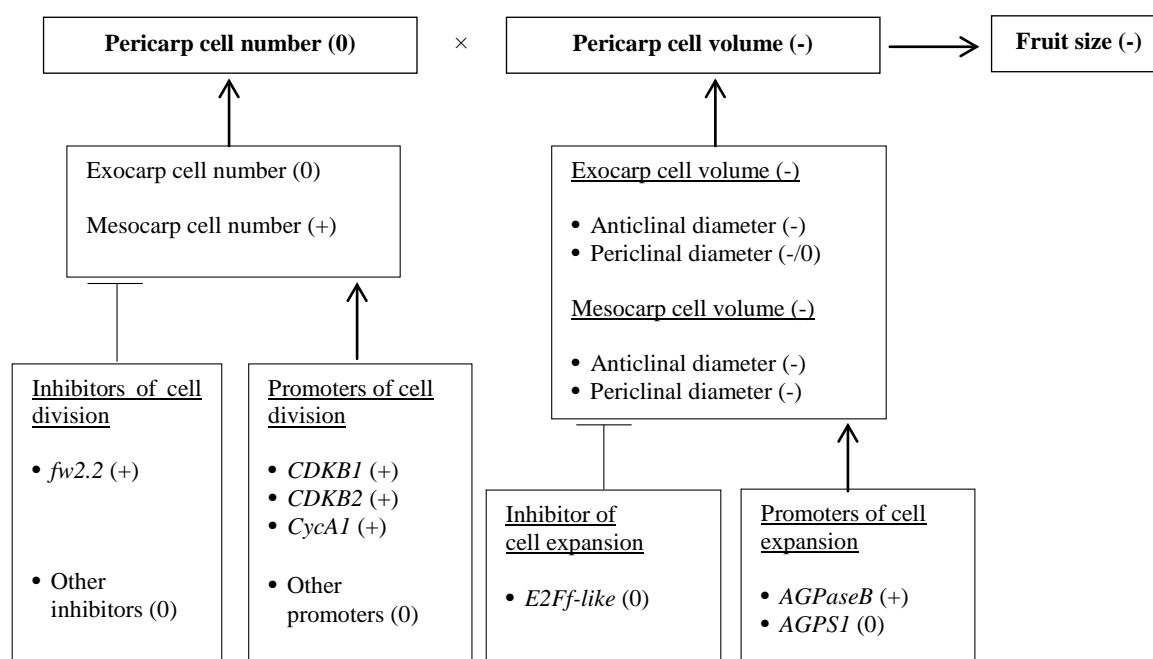 Pericarp cell number (0)
×
Pericarp cell volume (-)
Fruit size (-)
Exocarp cell number (0)
Mesocarp cell number (+)
Exocarp cell volume (-)
• Anticlinal diameter (-)
• Periclinal diameter (-/0)
Mesocarp cell volume (-)
• Anticlinal diameter (-)
• Periclinal diameter (-)
Inhibitors of cell
division
• fw2.2 (+)
• Other
inhibitors (0)
Promoters of cell
division
• CDKB1 (+)
• CDKB2 (+)
• CycA1 (+)
• Other
promoters (0)
Inhibitor of
cell expansion
• E2Ff-like (0)
Promoters of cell
expansion
• AGPaseB (+)
• AGPS1 (0)